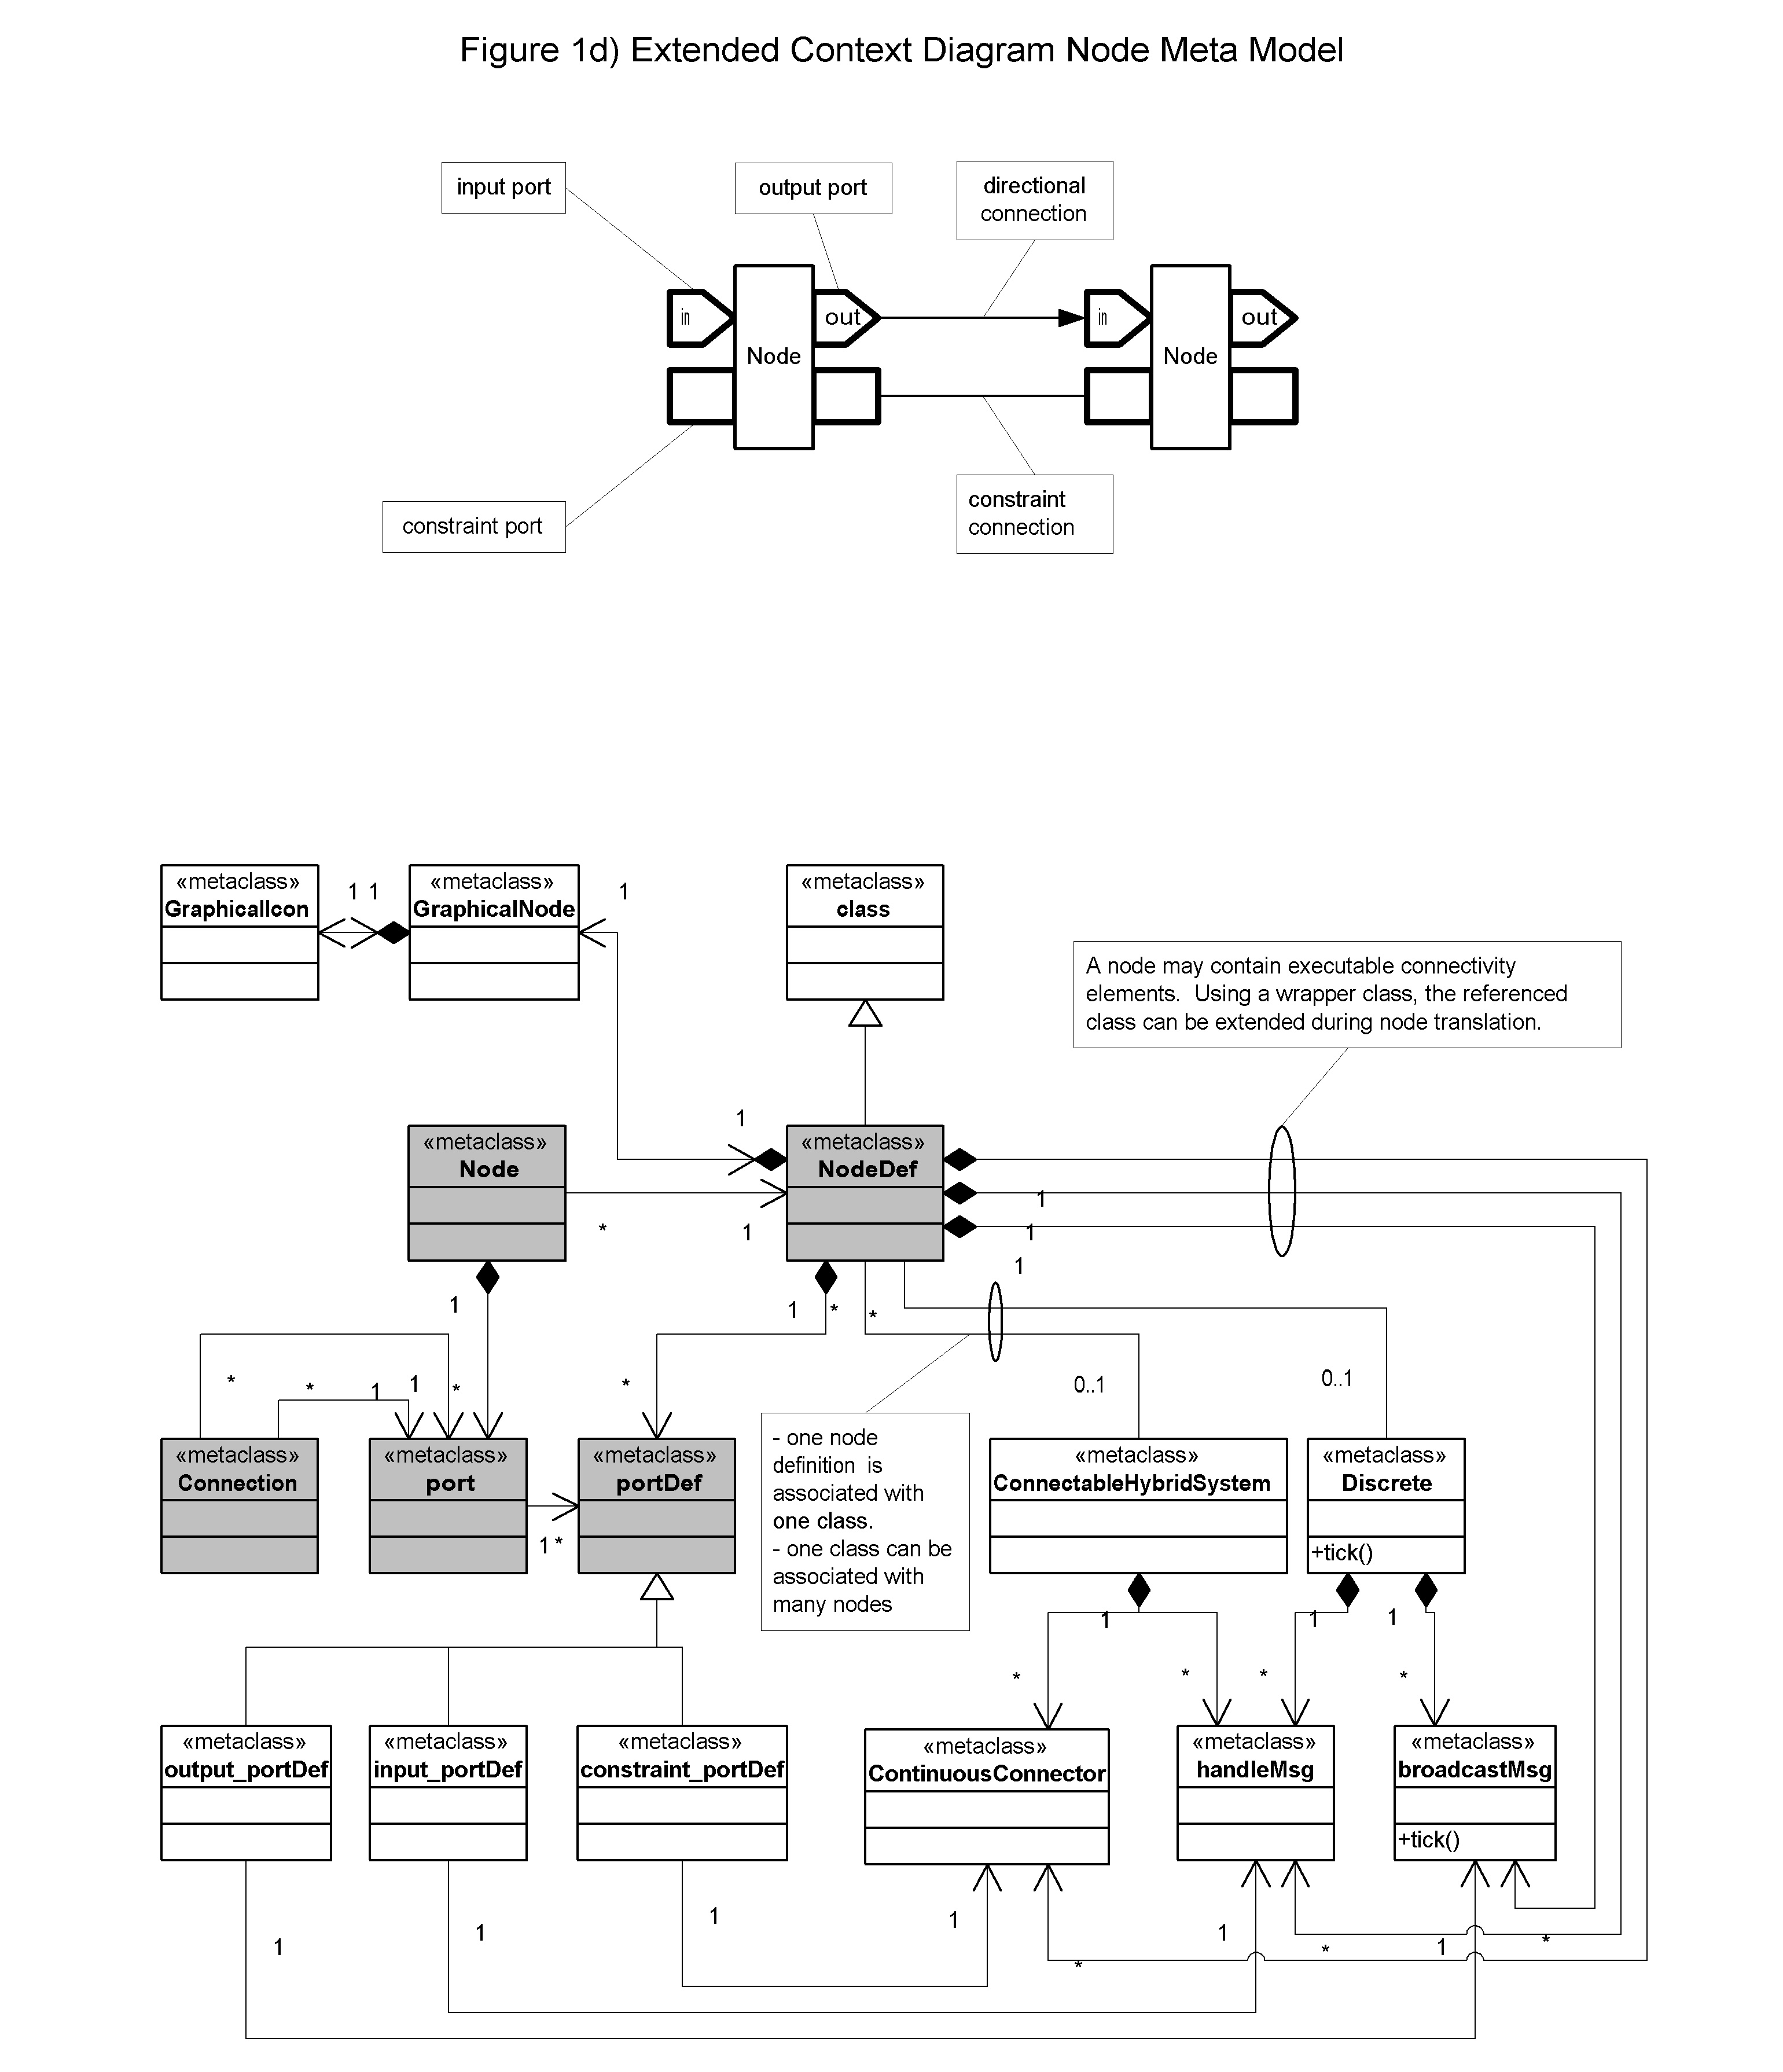 Figure 1d) Extended Context Diagram Node Meta Model
input port
output port
directional
connection
in
out
in
out
Node
Node
constraint port
constraint
connection
«metaclass»
GraphicalIcon
1 1
«metaclass»
GraphicalNode
1
«metaclass»
class
A node may contain executable connectivity
elements.  Using a wrapper class, the referenced
class can be extended during node translation.
1
«metaclass»
Node
«metaclass»
NodeDef
*
1
1
1
1
1
1
*
*
*
*
1
1
*
*
0..1
0..1
«metaclass»
Connection
«metaclass»
port
1 *
«metaclass»
portDef
- one node
definition  is
associated with
one class.
- one class can be
associated with
many nodes
«metaclass»
ConnectableHybridSystem
«metaclass»
Discrete
+tick()
1
1
1
*
*
*
*
«metaclass»
output_portDef
«metaclass»
input_portDef
«metaclass»
constraint_portDef
«metaclass»
ContinuousConnector
«metaclass»
handleMsg
«metaclass»
broadcastMsg
+tick()
1
1
1
1
1
1
*
*
*